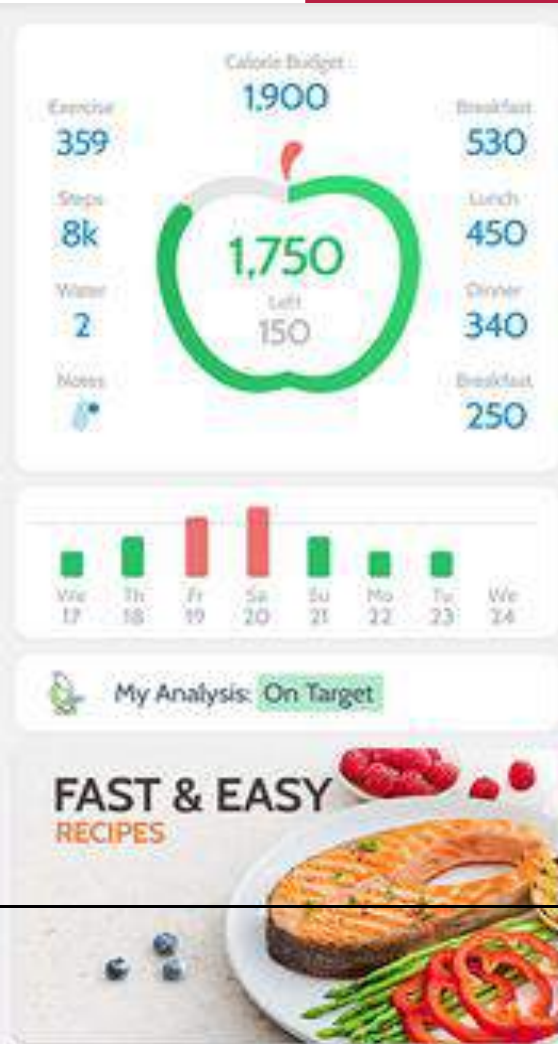 Calorie Budget
1,900
Exercise
359
Breakfast
530
Steps
8k
Lunch
450
1,750
Left
150
Water
2
Dinner
340
Notes
Breakfast
250
We Th Fr Sa Su Mo Tu We
17 18 19 20 21 22 23 24
My Analysis: On Target
FAST & EASY
RECIPES